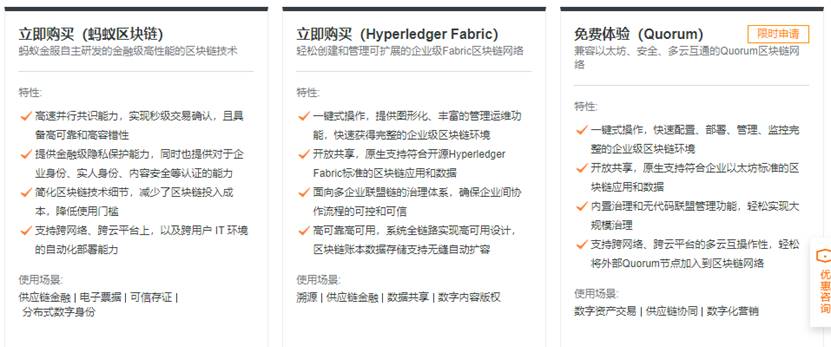 立即购买（蚂蚁区块链）
蚂蚁金服自主研发的金融级高性能的区块链技术
特性:
高速并行共识能力，实现秒级交易确认，且具
备高可靠和高容错性
提供金融级隐私保护能力，同时也提供对于企
业身份、实人身份、内容安全等认证的能力
简化区块链技术细节，减少了区块链投入成
本，降低使用门槛
支持跨网络、跨云平台上，以及跨用户 IT 环境
的自动化部署能力
使用场景:
供应链金融 | 电子票据 | 可信存证 |
分布式数字身份
立即购买（Hyperledger Fabric）
轻松创建和管理可扩展的企业级Fabric区块链网络
特性:
一键式操作，提供图形化、丰富的管理运维功
能，快速获得完整的企业级区块链环境
开放共享，原生支持符合开源Hyperledger
Fabric标准的区块链应用和数据
面向多企业联盟链的治理体系，确保企业间协
作流程的可控和可信
高可靠高可用，系统全链路实现高可用设计，
区块链账本数据存储支持无缝自动扩容
使用场景:
溯源 | 供应链金融 | 数据共享 | 数字内容版权
免费体验（Quorum）
限时申请
兼容以太坊、安全、多云互通的Quorum区块链网
络
特性:
一键式操作，快速配置、部署、管理、监控完
整的企业级区块链环境
开放共享，原生支持符合企业以太坊标准的区
块链应用和数据
内置治理和无代码联盟管理功能，轻松实现大
规模治理
支持跨网络、跨云平台的多云互操作性，轻松
将外部Quorum节点加入到区块链网络
使用场景:
数字资产交易 | 供应链协同 | 数字化营销
优惠咨询